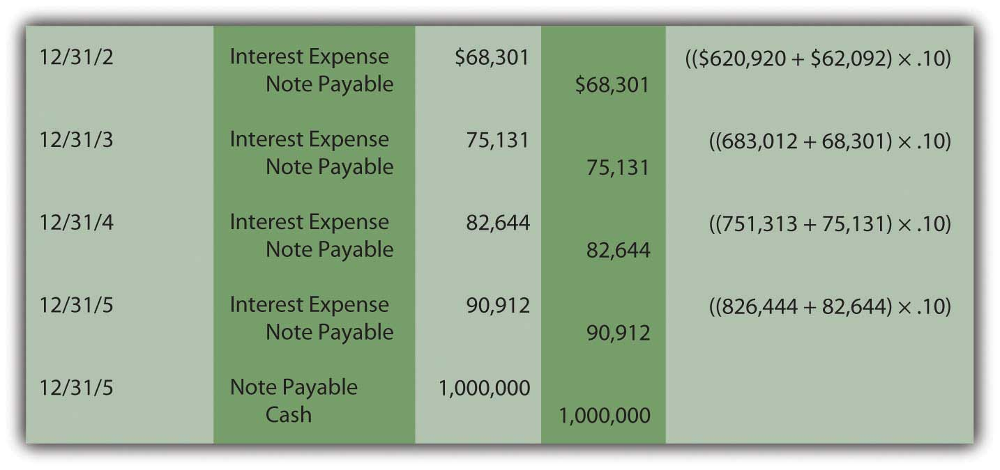 12/31/2 Interest Expense $68,301 (($620,920 + $62,092) × .10)
Note Payable $68,301
12/31/3 Interest Expense 75,131 ((683,012 + 68,301) × .10)
Note Payable 75,131
12/31/4 Interest Expense 82,644 ((751,313 + 75,131) × .10)
Note Payable 82,644
12/31/5 Interest Expense 90,912 ((826,444 + 82,644) × .10)
Note Payable 90,912
12/31/5 Note Payable 1,000,000
Cash 1,000,000